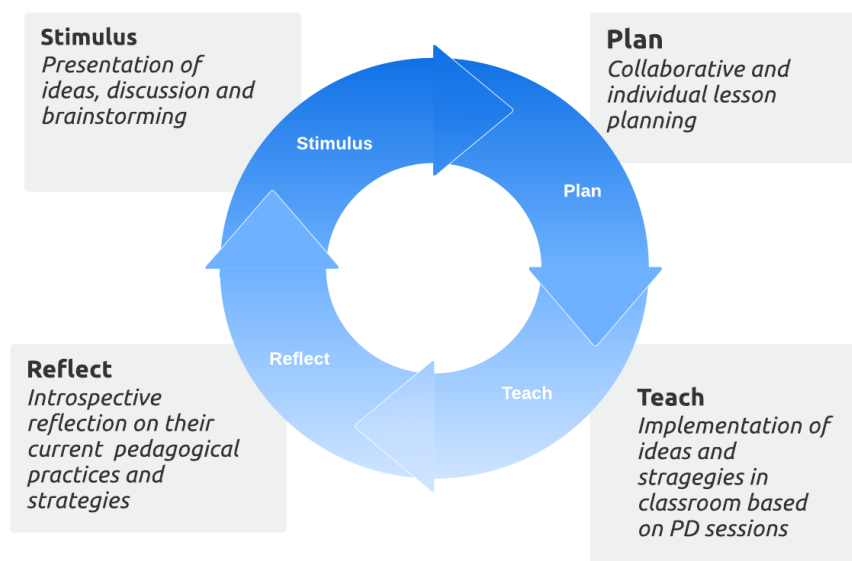 Stimulus
Presentation of
ideas, discussion and
brainstorming
Plan
Collaborative and
individual lesson
planning
Stimulus
Plan
Reflect
Teach
Reflect
Introspective
reflection on their
current pedagogical
practices and
strategies
Teach
Implementation of
ideas and
stragegies in
classroom based
on PD sessions